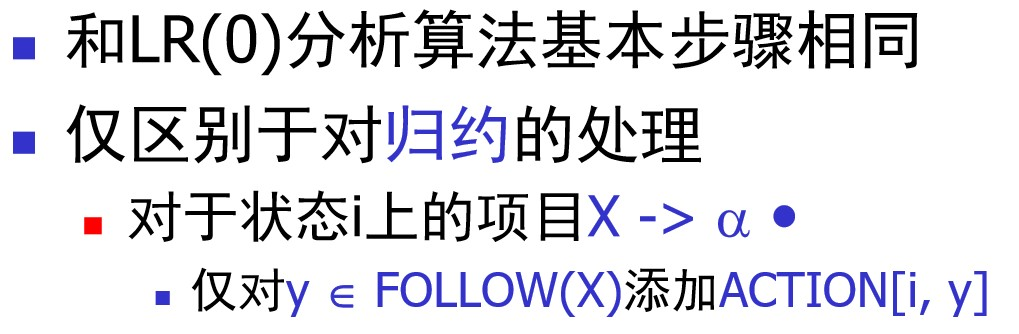 和LR(0)分析算法基本步骤相同
仅区别于对归约的处理
对于状态i上的项目X -> α •
仅对y ∈ FOLLOW(X)添加ACTION[i, y]